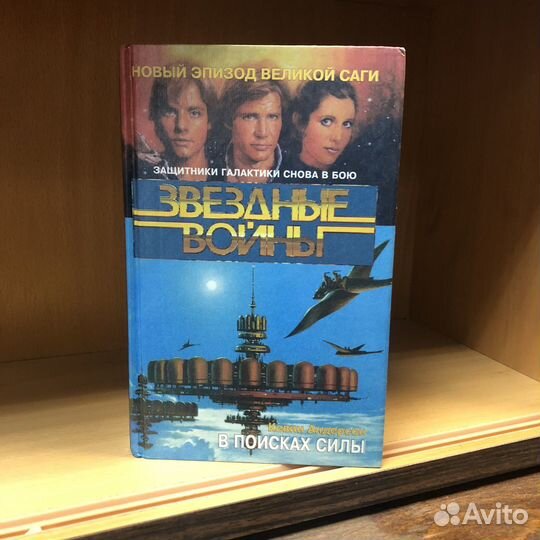 НОВЫЙ ЭПИЗОД ВЕЛИКОЙ САГИ
ЗАЩИТНИКИ ГАЛАКТИКИ СНОВА В БОЮ
ЗВЕЗДНЫЕ
ВОЙНЫ
Кевин Андерсон
В ПОИСКАХ СИЛЫ
Avito